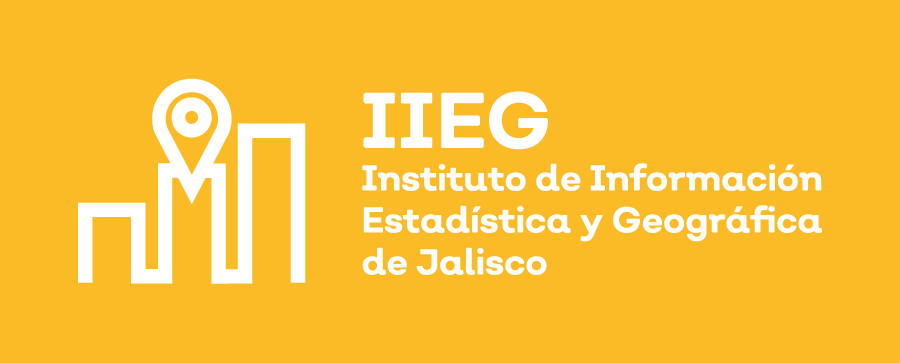 IIEG
Instituto de Información
Estadística y Geográfica
de Jalisco